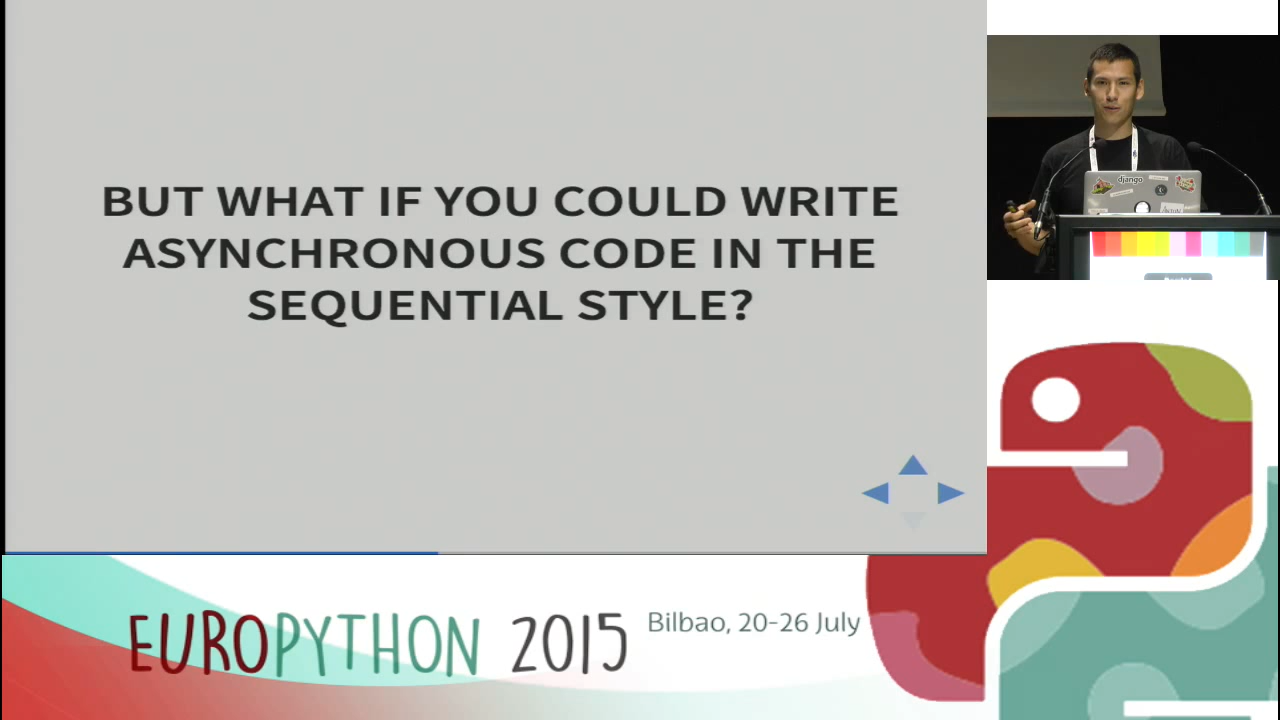 BUT WHAT IF YOU COULD WRITE
ASYNCHRONOUS CODE IN THE
SEQUENTIAL STYLE?
django
EUROPYTHON 2015
Bilbao, 20-26 July